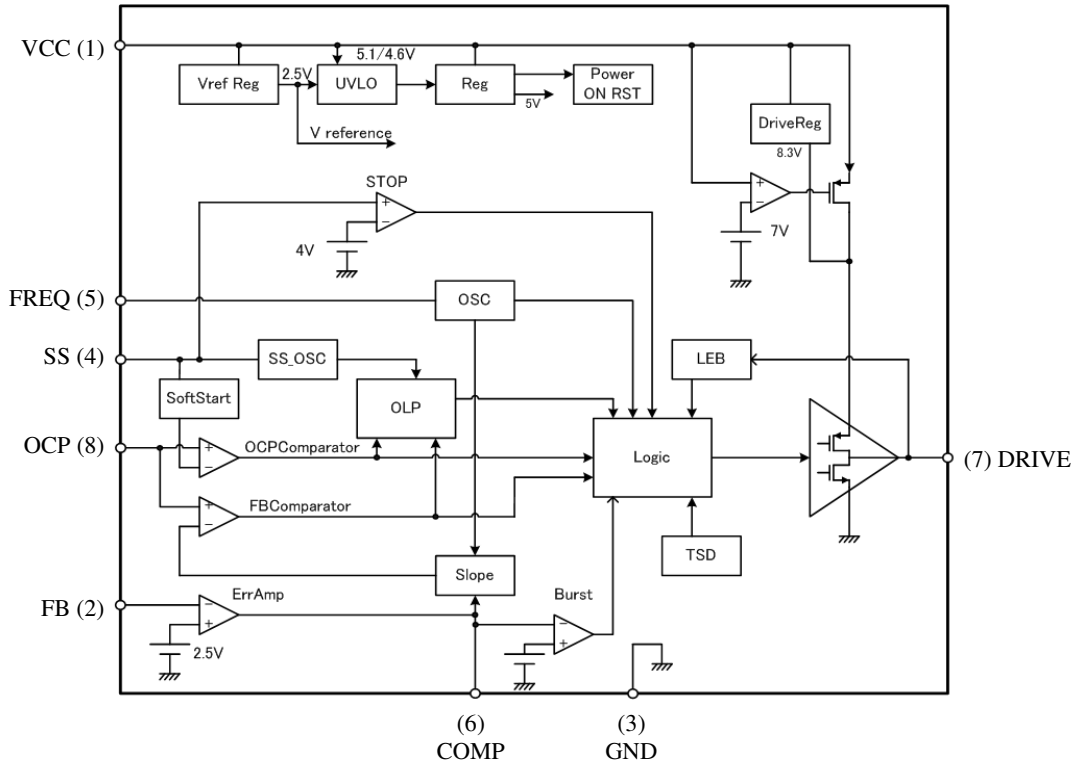 VCC (1)
5.1/4.6V
Vref Reg
2.5V
UVLO
Reg
Power
ON RST
5V
V reference
DriveReg
8.3V
STOP
+
−
4V
+
−
7V
FREQ (5)
OSC
SS (4)
SS_OSC
LEB
SoftStart
OLP
OCP (8)
+
−
OCPComparator
Logic
(7) DRIVE
+
−
FBComparator
TSD
Slope
FB (2)
−
+
ErrAmp
2.5V
Burst
−
+
(6)
COMP
(3)
GND